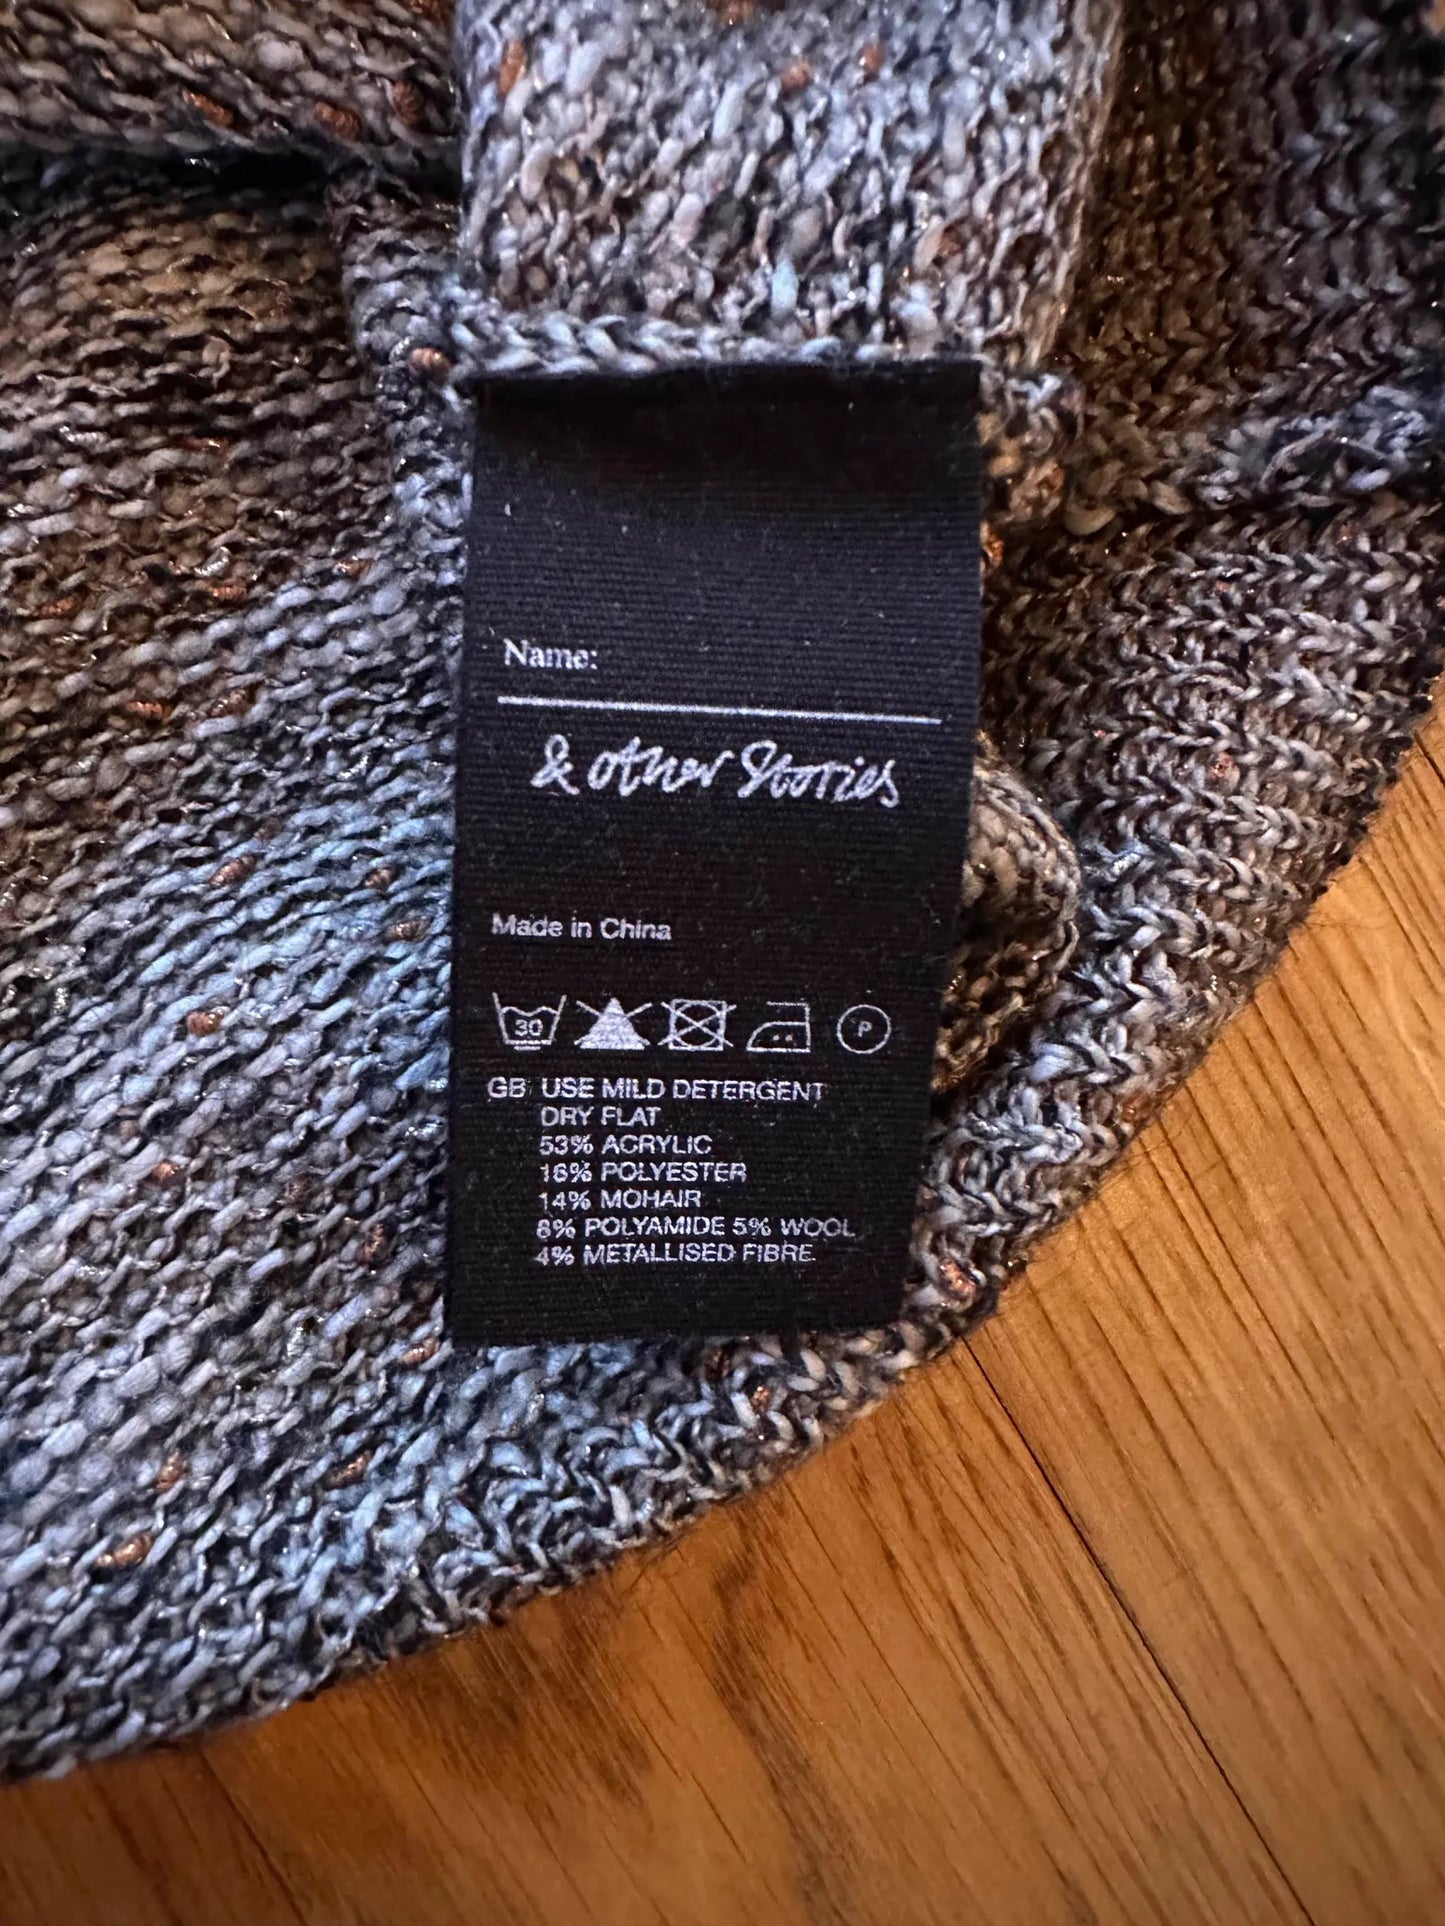 Name:
& other Stories
Made in China
30 P
GB USE MILD DETERGENT
DRY FLAT
53% ACRYLIC
16% POLYESTER
14% MOHAIR
8% POLYAMIDE 5% WOOL
4% METALLISED FIBRE